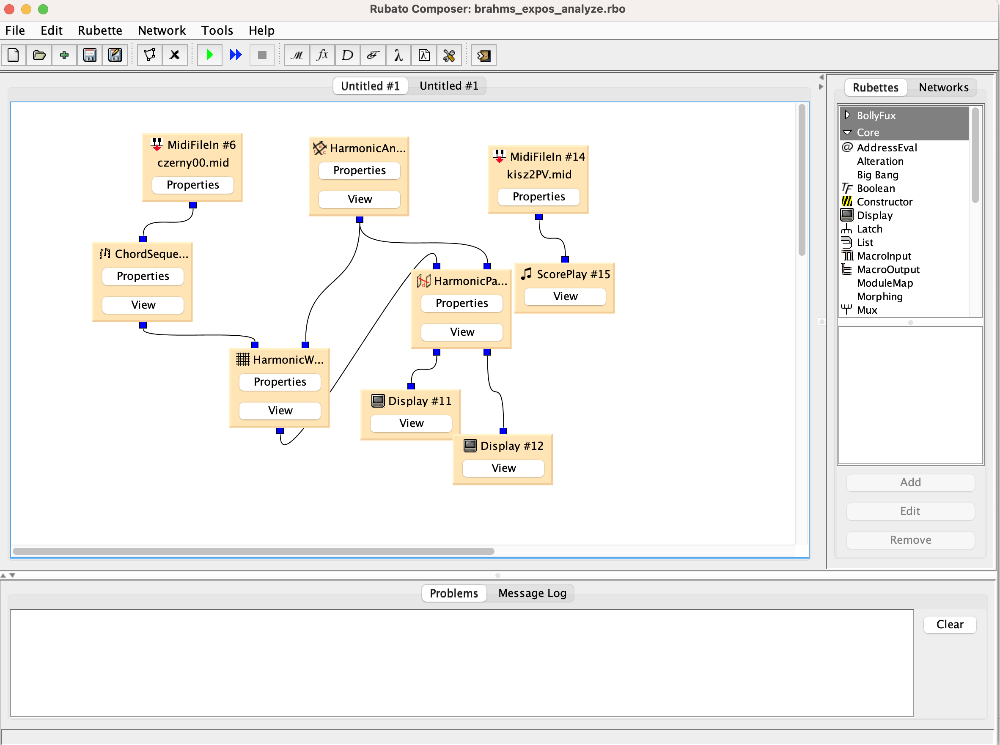 Rubato Composer: brahms_expos_analyze.rbo
File Edit Rubette Network Tools Help
ℳ fx D ℱ λ λ
Untitled #1 Untitled #1
MidiFileIn #6
czerny00.mid
Properties
HarmonicAn...
Properties
View
MidiFileIn #14
kisz2PV.mid
Properties
ChordSeque...
Properties
View
HarmonicPa...
Properties
View
ScorePlay #15
View
HarmonicW...
Properties
View
Display #11
View
Display #12
View
Rubettes Networks
BollyFux
Core
@ AddressEval
Alteration
Big Bang
TF Boolean
Constructor
Display
Latch
List
MacroInput
MacroOutput
ModuleMap
Morphing
Mux
Add
Edit
Remove
Problems Message Log
Clear